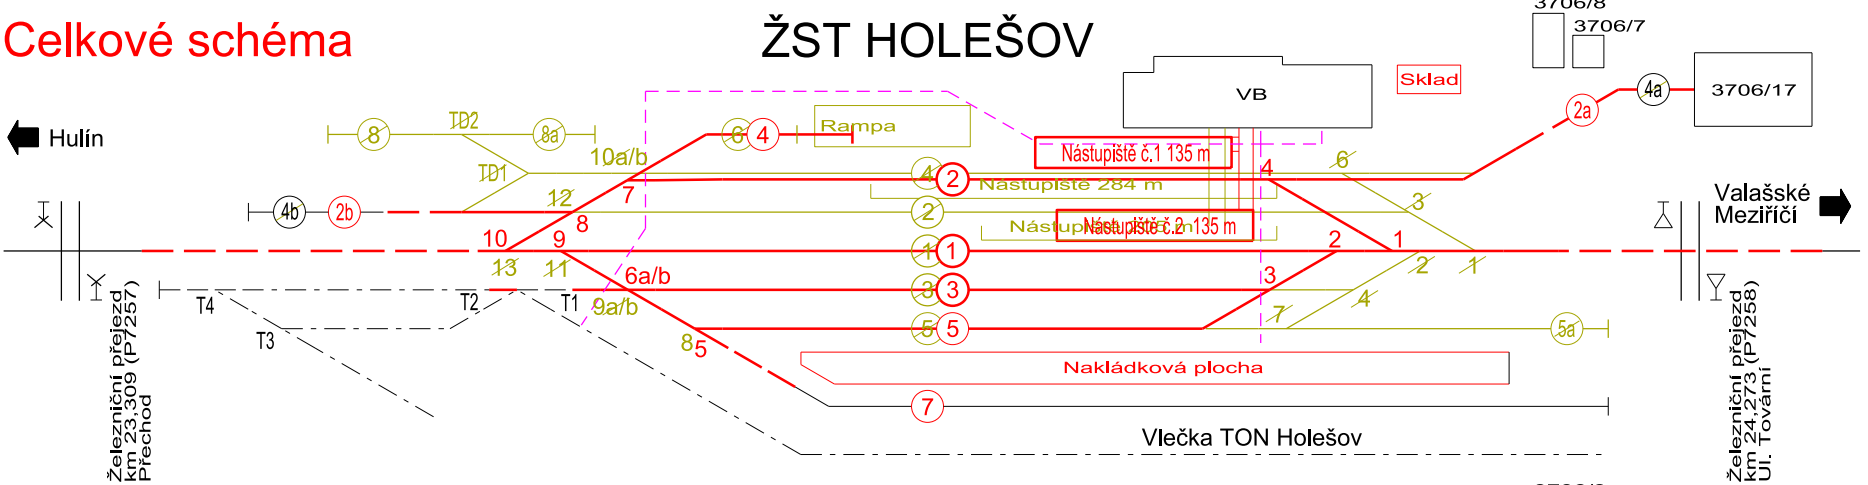 3706/8
Celkové schéma
ŽST HOLEŠOV
3706/7
Sklad
VB
3706/17
4a
2a
Hulín
8
TD2
8a
6
4
Rampa
10a/b
Nástupiště č.1 135 m
4
6
TD1
7
4
2
Nástupiště 284 m
4b
2b
12
8
2
3
Valašské
Meziříčí
Nástupiště č.2 135 m
10
9
1
1
2
1
13
11
2
1
6a/b
3
T4
T2
T1
9a/b
3
3
4
7
T3
8
5
5
5
5a
Nakládková plocha
7
Vlečka TON Holešov
Železniční přejezd
km 23,309 (P7257)
Přechod
Železniční přejezd
km 24,273 (P7258)
Ul. Tovární